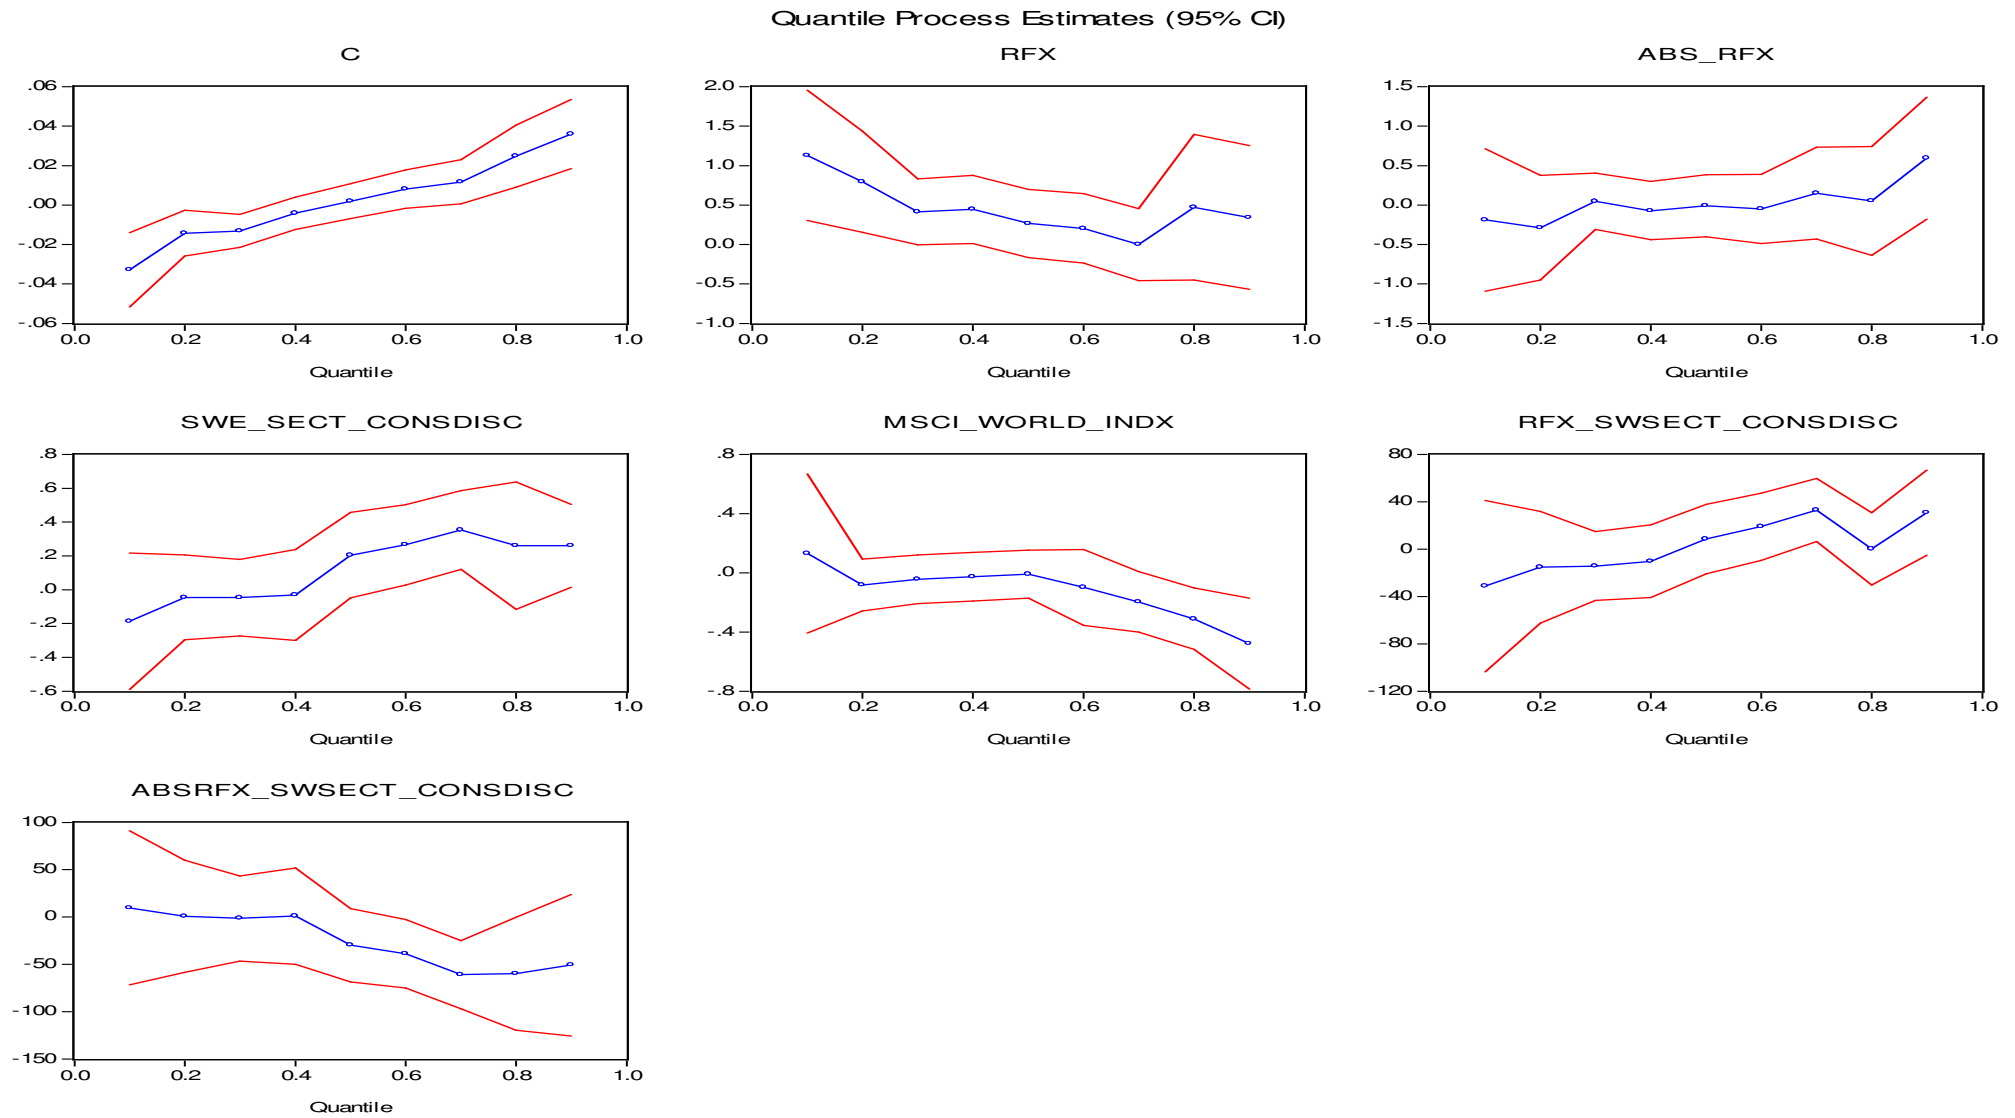 Quantile Process Estimates (95% CI)
C
.06
.04
.02
.00
-.02
-.04
-.06
0.0 0.2 0.4 0.6 0.8 1.0
Quantile
RFX
2.0
1.5
1.0
0.5
0.0
-0.5
-1.0
0.0 0.2 0.4 0.6 0.8 1.0
Quantile
ABS_RFX
1.5
1.0
0.5
0.0
-0.5
-1.0
-1.5
0.0 0.2 0.4 0.6 0.8 1.0
Quantile
SWE_SECT_CONSDISC
.8
.6
.4
.2
.0
-.2
-.4
-.6
0.0 0.2 0.4 0.6 0.8 1.0
Quantile
MSCI_WORLD_INDX
.8
.4
.0
-.4
-.8
0.0 0.2 0.4 0.6 0.8 1.0
Quantile
RFX_SWSECT_CONSDISC
80
40
0
-40
-80
-120
0.0 0.2 0.4 0.6 0.8 1.0
Quantile
ABSRFX_SWSECT_CONSDISC
100
50
0
-50
-100
-150
0.0 0.2 0.4 0.6 0.8 1.0
Quantile